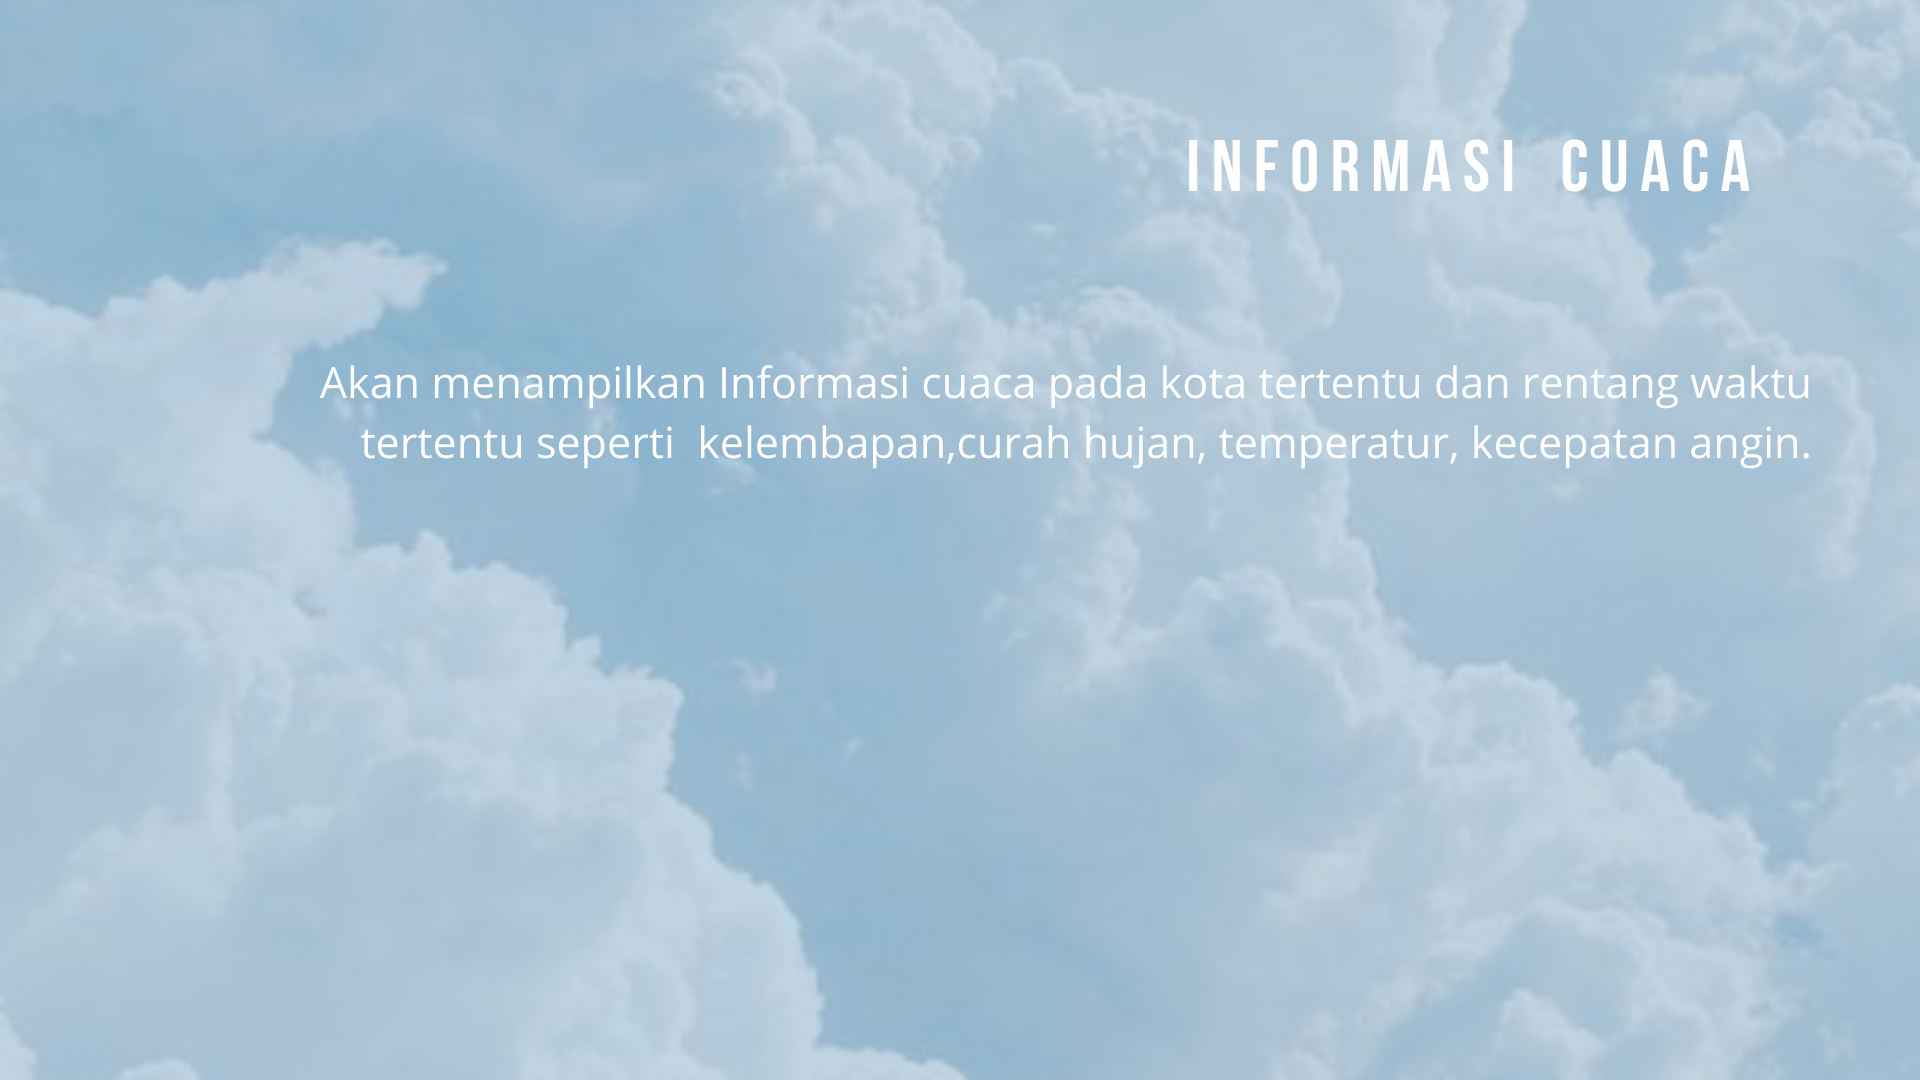 INFORMASI CUACA
Akan menampilkan Informasi cuaca pada kota tertentu dan rentang waktu
tertentu seperti  kelembapan,curah hujan, temperatur, kecepatan angin.